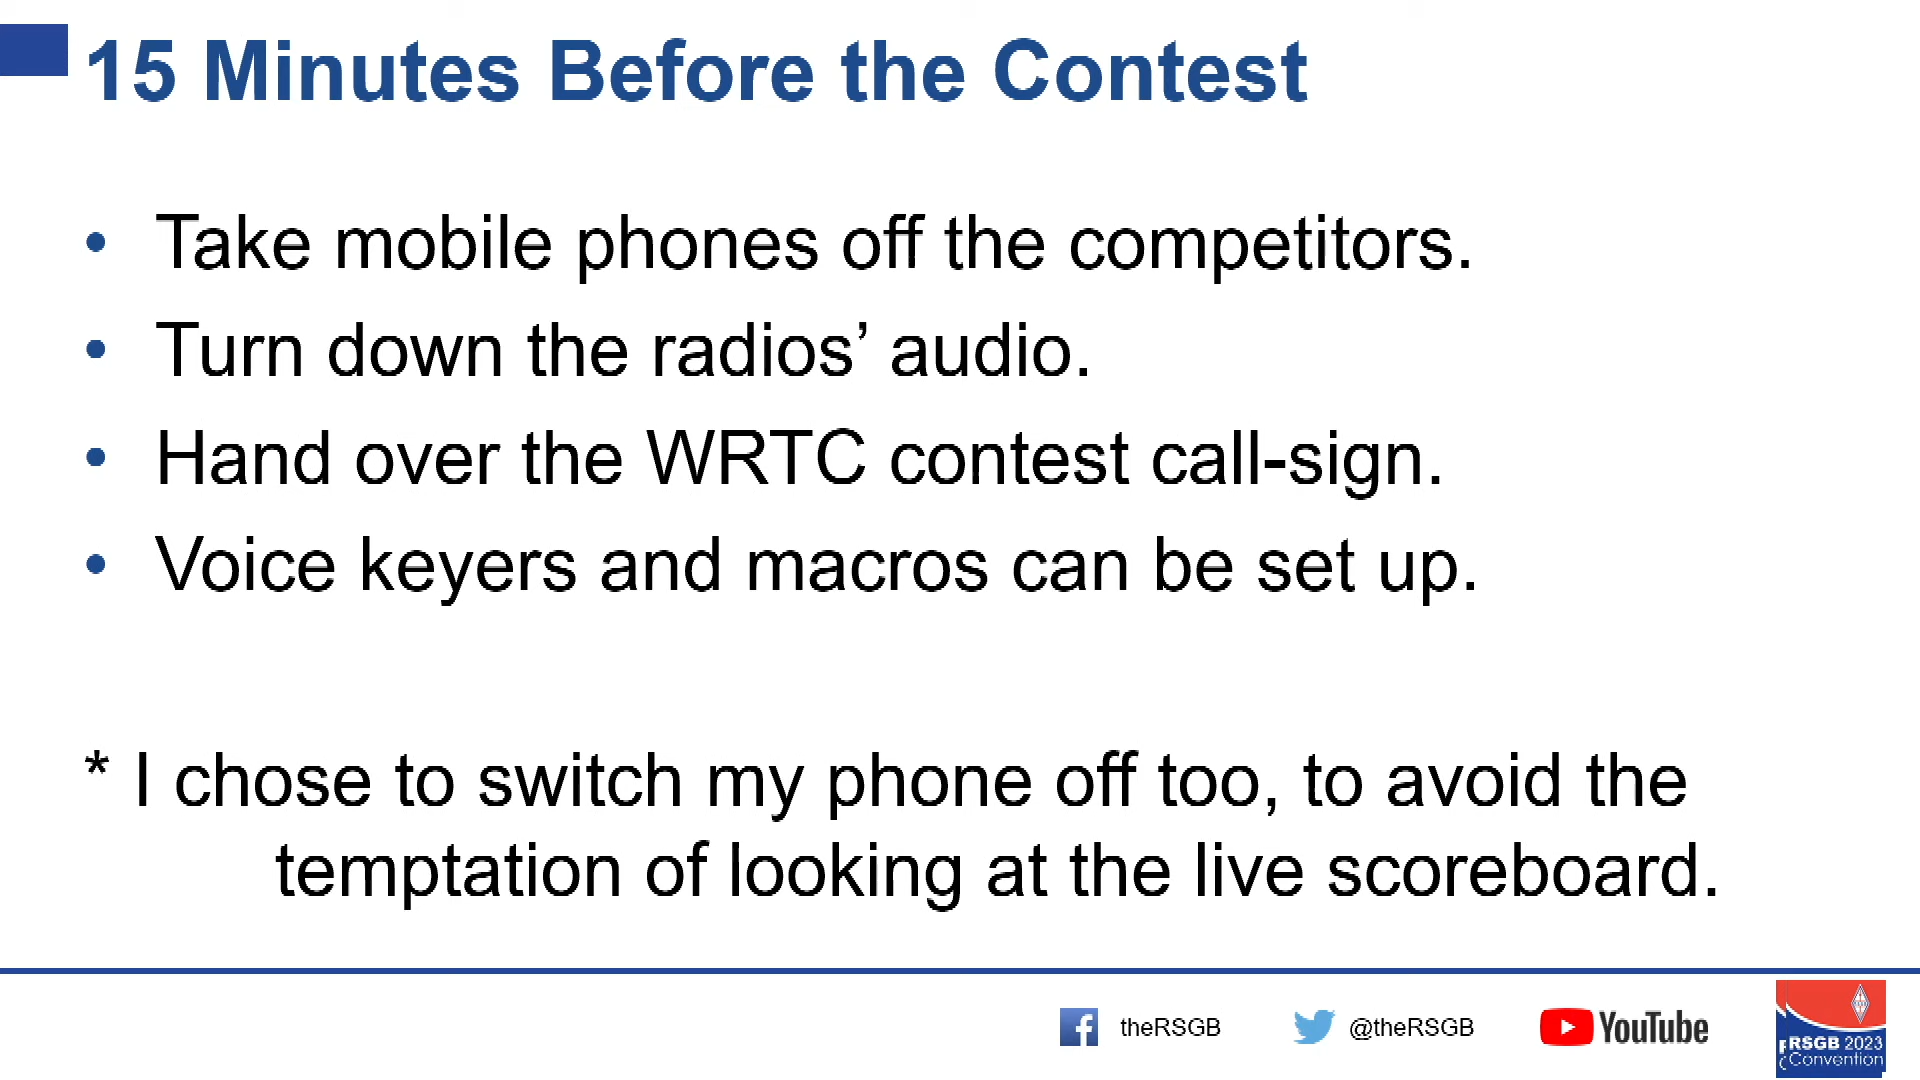 15 Minutes Before the Contest
• Take mobile phones off the competitors.
• Turn down the radios’ audio.
• Hand over the WRTC contest call-sign.
• Voice keyers and macros can be set up.
* I chose to switch my phone off too, to avoid the
temptation of looking at the live scoreboard.
theRSGB
@theRSGB
YouTube
RSGB 2023
Convention